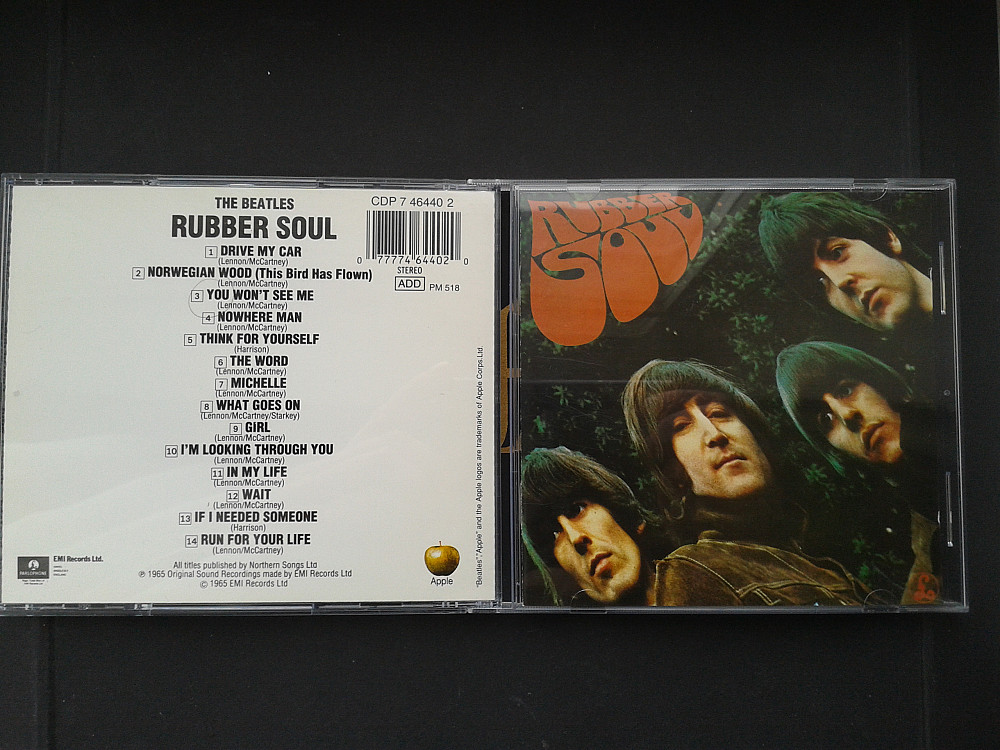 THE BEATLES
RUBBER SOUL
1 DRIVE MY CAR
(Lennon/McCartney)
2 NORWEGIAN WOOD (This Bird Has Flown)
(Lennon/McCartney)
3 YOU WON'T SEE ME
(Lennon/McCartney)
4 NOWHERE MAN
(Lennon/McCartney)
5 THINK FOR YOURSELF
(Harrison)
6 THE WORD
(Lennon/McCartney)
7 MICHELLE
(Lennon/McCartney)
8 WHAT GOES ON
(Lennon/McCartney/Starkey)
9 GIRL
(Lennon/McCartney)
10 I'M LOOKING THROUGH YOU
(Lennon/McCartney)
11 IN MY LIFE
(Lennon/McCartney)
12 WAIT
(Lennon/McCartney)
13 IF I NEEDED SOMEONE
(Harrison)
14 RUN FOR YOUR LIFE
(Lennon/McCartney)
All titles published by Northern Songs Ltd
℗ 1965 Original Sound Recordings made by EMI Records Ltd
© 1965 EMI Records Ltd
CDP 7 46440 2
0 77774 64402 0
STEREO
ADD PM 518
PARLOPHONE
EMI Records Ltd.
Apple
"Beatles", "Apple" and the Apple logos are trademarks of Apple Corps.Ltd.
RUBBER
SOUL